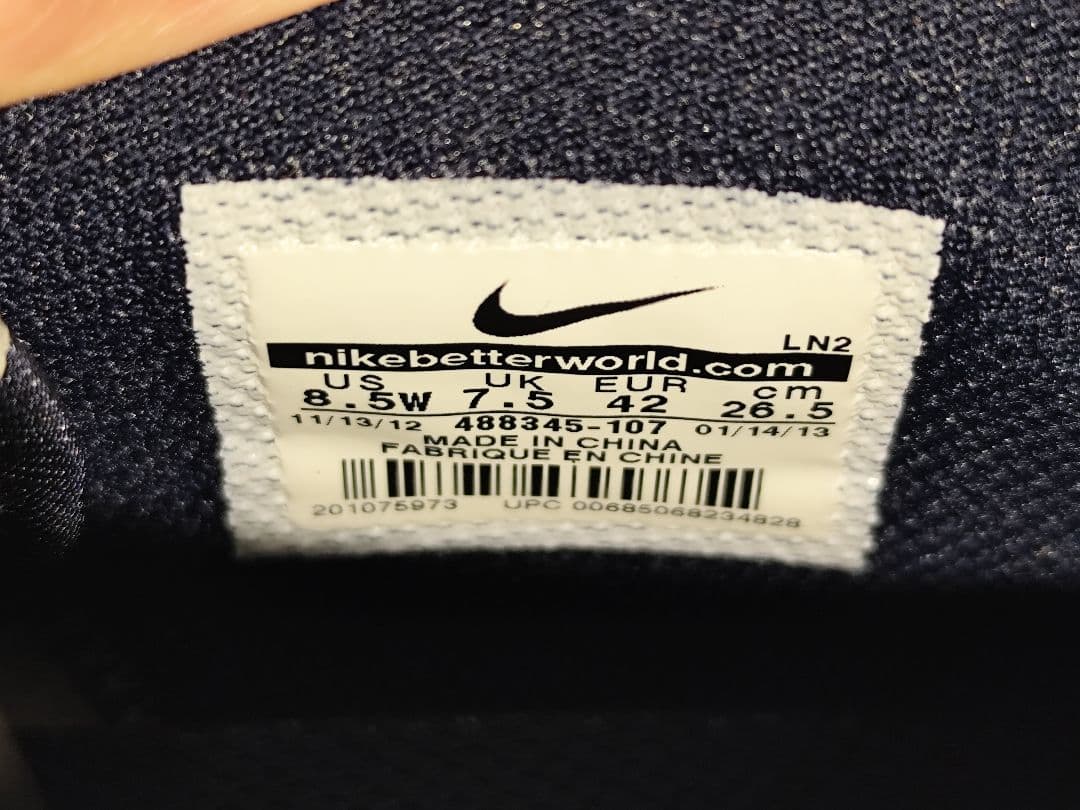 LN2
nikebetterworld.com
US UK EUR cm
8.5W 7.5 42 26.5
11/13/12 488345-107 01/14/13
MADE IN CHINA
FABRIQUE EN CHINE
201075973 UPC 00685068234828